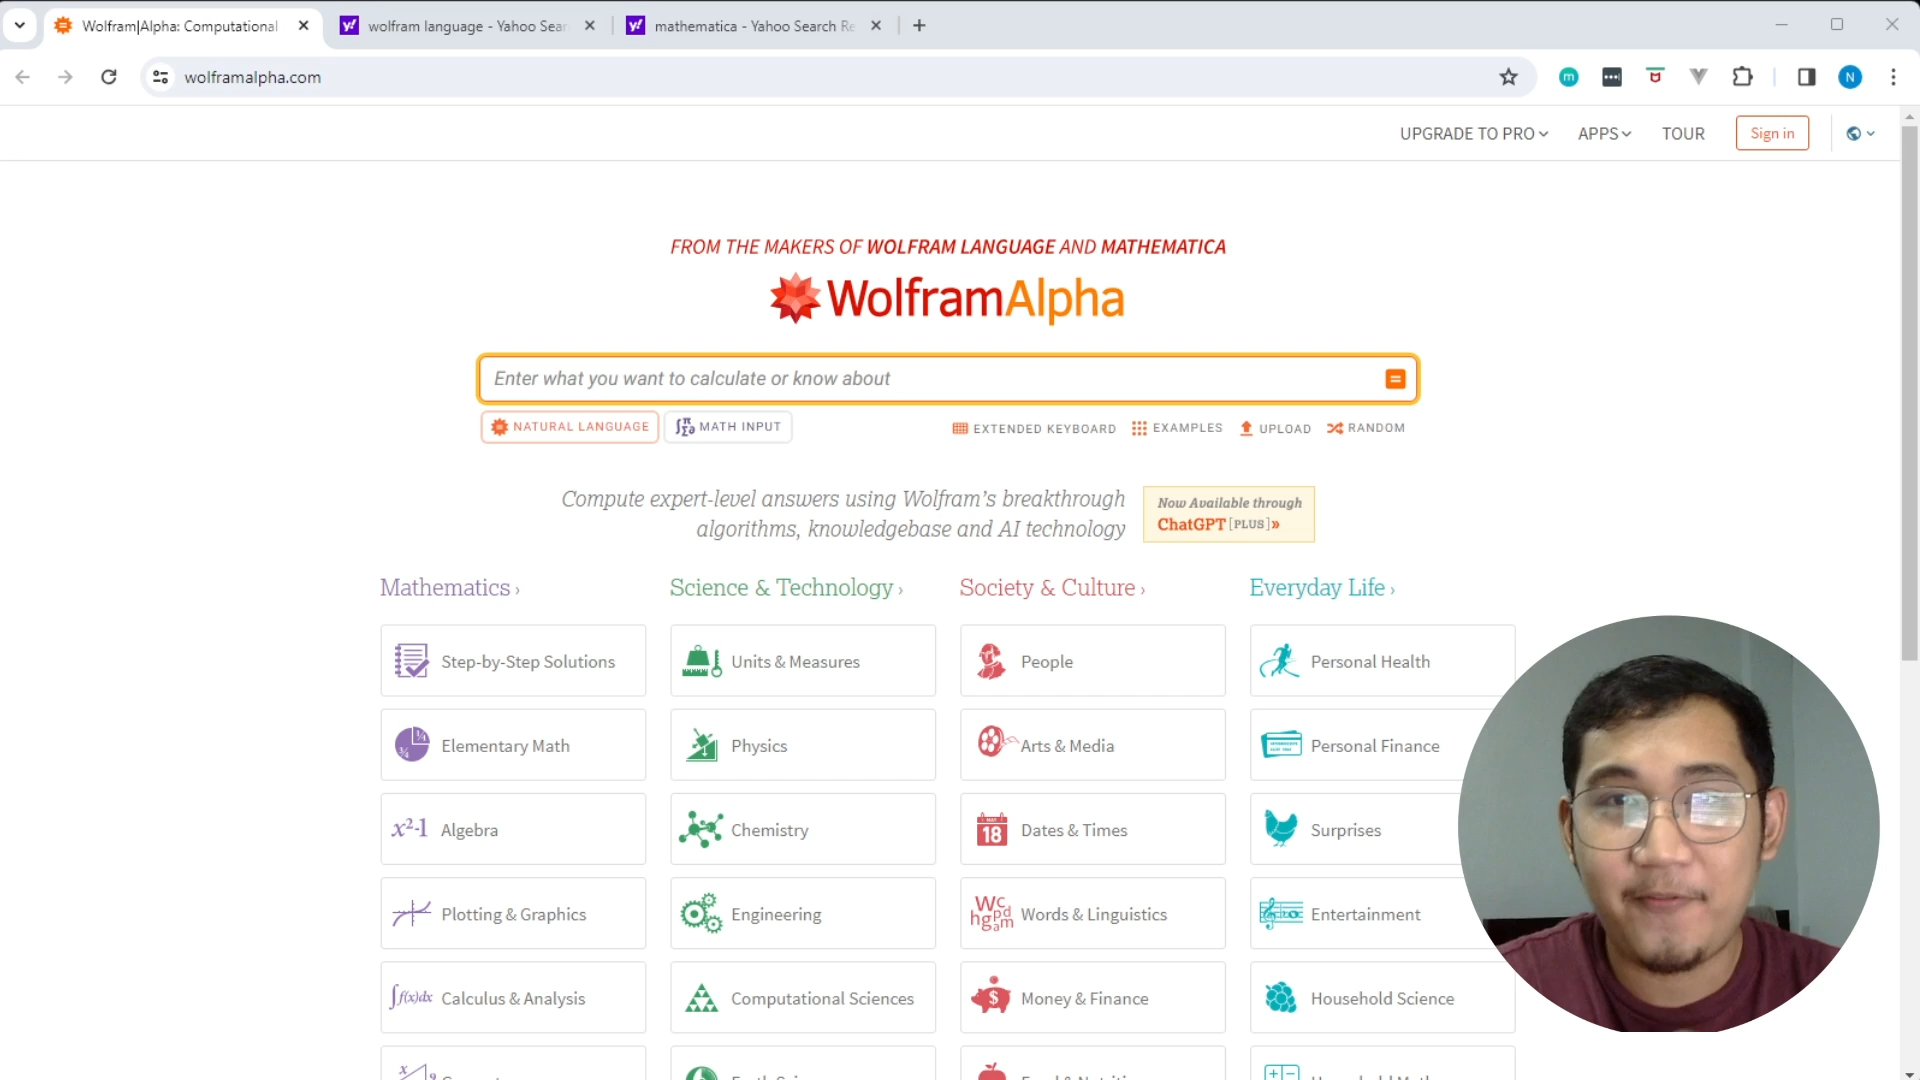 Wolfram|Alpha: Computational
wolfram language - Yahoo Sear
mathematica - Yahoo Search Re
wolframalpha.com
N
UPGRADE TO PRO
APPS
TOUR
Sign in
FROM THE MAKERS OF WOLFRAM LANGUAGE AND MATHEMATICA
WolframAlpha
Enter what you want to calculate or know about
NATURAL LANGUAGE
MATH INPUT
EXTENDED KEYBOARD
EXAMPLES
UPLOAD
RANDOM
Compute expert-level answers using Wolfram's breakthrough
algorithms, knowledgebase and AI technology
Now Available through
ChatGPT [PLUS]»
Mathematics ›
Science & Technology ›
Society & Culture ›
Everyday Life ›
Step-by-Step Solutions
Units & Measures
People
Personal Health
Elementary Math
Physics
Arts & Media
Personal Finance
x²-1 Algebra
Chemistry
18 Dates & Times
Surprises
Plotting & Graphics
Engineering
Words & Linguistics
Entertainment
∫f(x)dx Calculus & Analysis
Computational Sciences
Money & Finance
Household Science